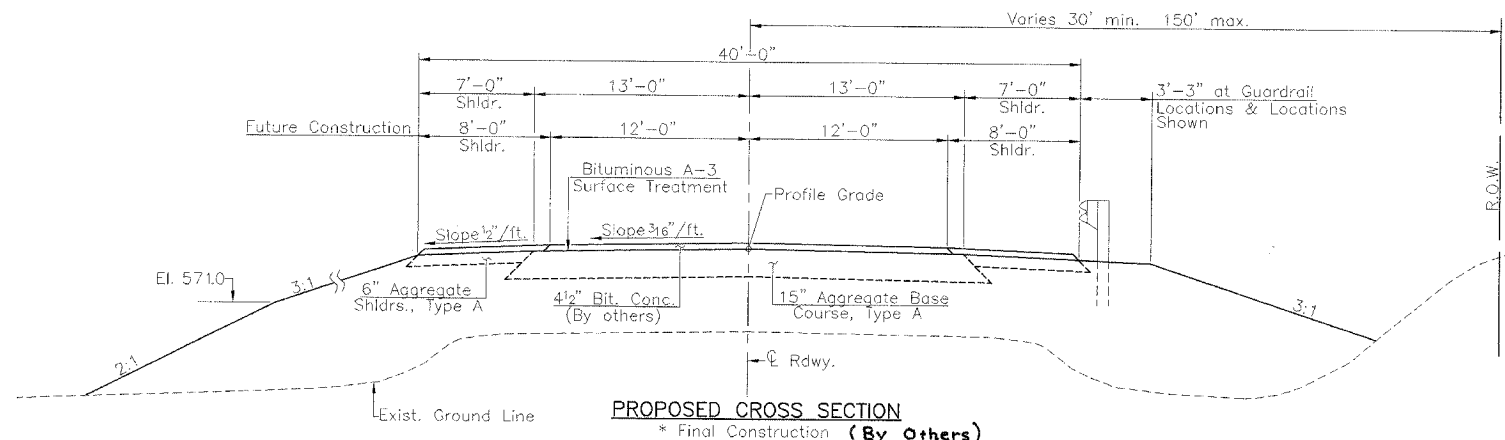 Varies 30' min. 150' max.
40'-0"
7'-0"
Shldr.
13'-0"
13'-0"
7'-0"
Shldr.
3'-3" at Guardrail
Locations & Locations
Shown
Future Construction
8'-0"
Shldr.
12'-0"
12'-0"
8'-0"
Shldr.
Bituminous A-3
Surface Treatment
Profile Grade
R.O.W.
Slope 1/2"/ft.
Slope 3/16"/ft.
El. 571.0
3:1
6" Aggregate
Shldrs., Type A
4 1/2" Bit. Conc.
(By others)
15" Aggregate Base
Course, Type A
3:1
2:1
℄ Rdwy.
Exist. Ground Line
PROPOSED CROSS SECTION
* Final Construction (By Others)